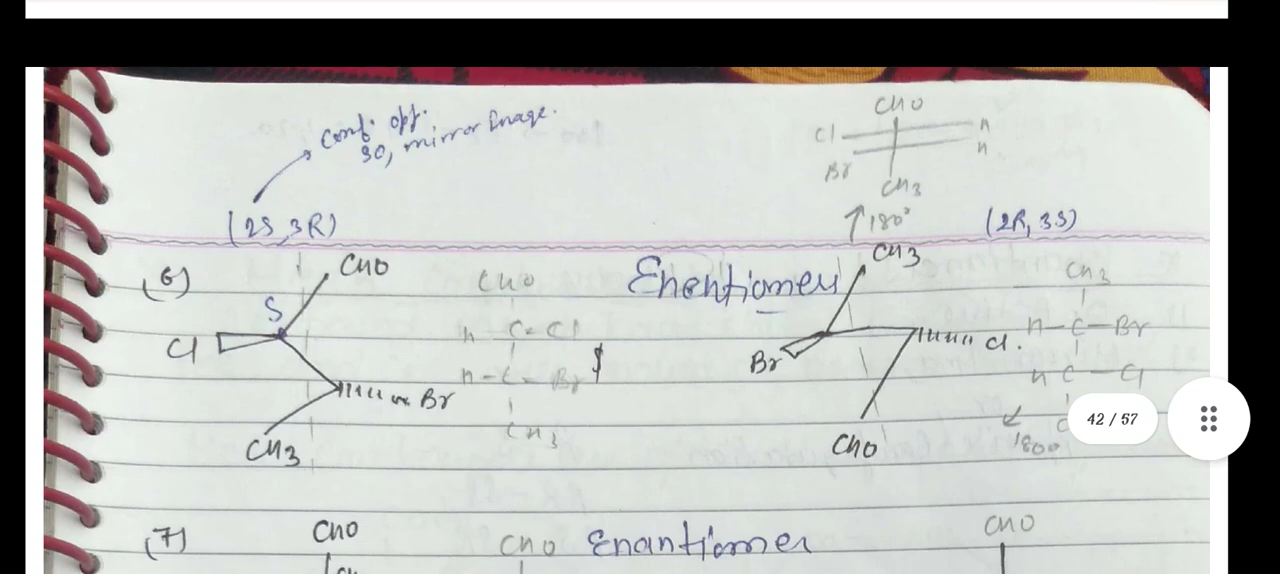 conf. opp.
so, mirror Image.
(2S, 3R)
CHO
Cl H
Br H
CH3
↑180°
(2R, 3S)
(6)
CHO
S
Cl
Br
CH3
CHO
H - C - Cl
H - C - Br
CH3
$
Enentiomer
CH3
Br
Cl.
CHO
CH3
H - C - Br
H - C - Cl
C
180°
42 / 57
(7)
CHO
CHO
Enantiomer
CHO